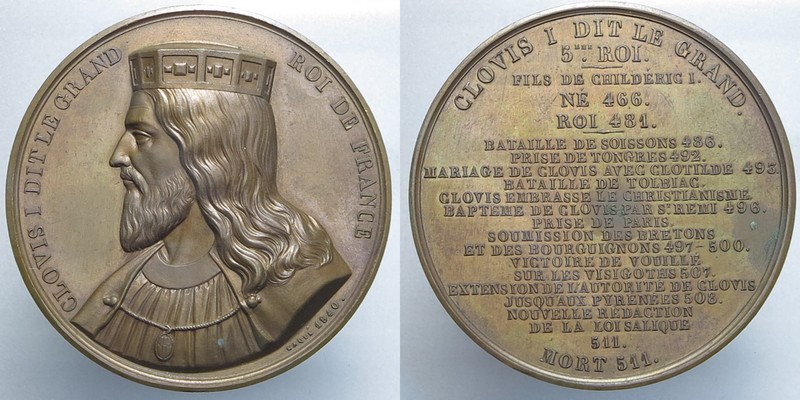 CLOVIS I DIT LE GRAND
ROI DE FRANCE
CAQUÉ 1840.
CLOVIS I DIT LE GRAND.
5ME ROI.
FILS DE CHILDÉRIC I.
NÉ 466.
ROI 481.
BATAILLE DE SOISSONS 486.
PRISE DE TONGRES 492.
MARIAGE DE CLOVIS AVEC CLOTILDE 493.
BATAILLE DE TOLBIAC.
CLOVIS EMBRASSE LE CHRISTIANISME.
BAPTEME DE CLOVIS PAR ST REMI 496.
PRISE DE PARIS.
SOUMISSION DES BRETONS
ET DES BOURGUIGNONS 497-500.
VICTOIRE DE VOUILLÉ
SUR LES VISIGOTHS 507.
EXTENSION DE L'AUTORITÉ DE CLOVIS
JUSQU'AUX PYRÉNÉES 508.
NOUVELLE RÉDACTION
DE LA LOI SALIQUE
511.
MORT 511.